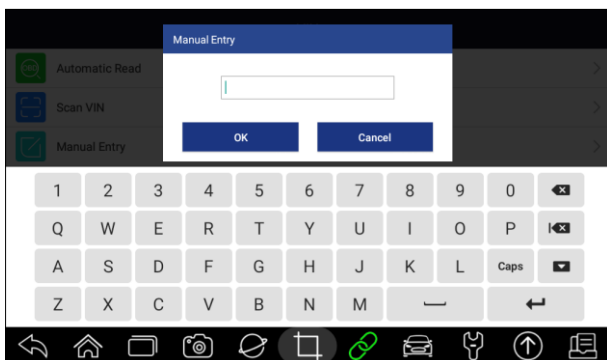 Manual Entry
Automatic Read
Scan VIN
OK Cancel
Manual Entry
1 2 3 4 5 6 7 8 9 0
Q W E R T Y U I O P
A S D F G H J K L Caps
Z X C V B N M